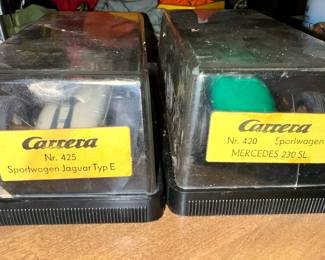 Carrera
Nr. 425
Sportwagen Jaguar Typ E
Carrera
Nr. 420 Sportwagen
MERCEDES 230 SL